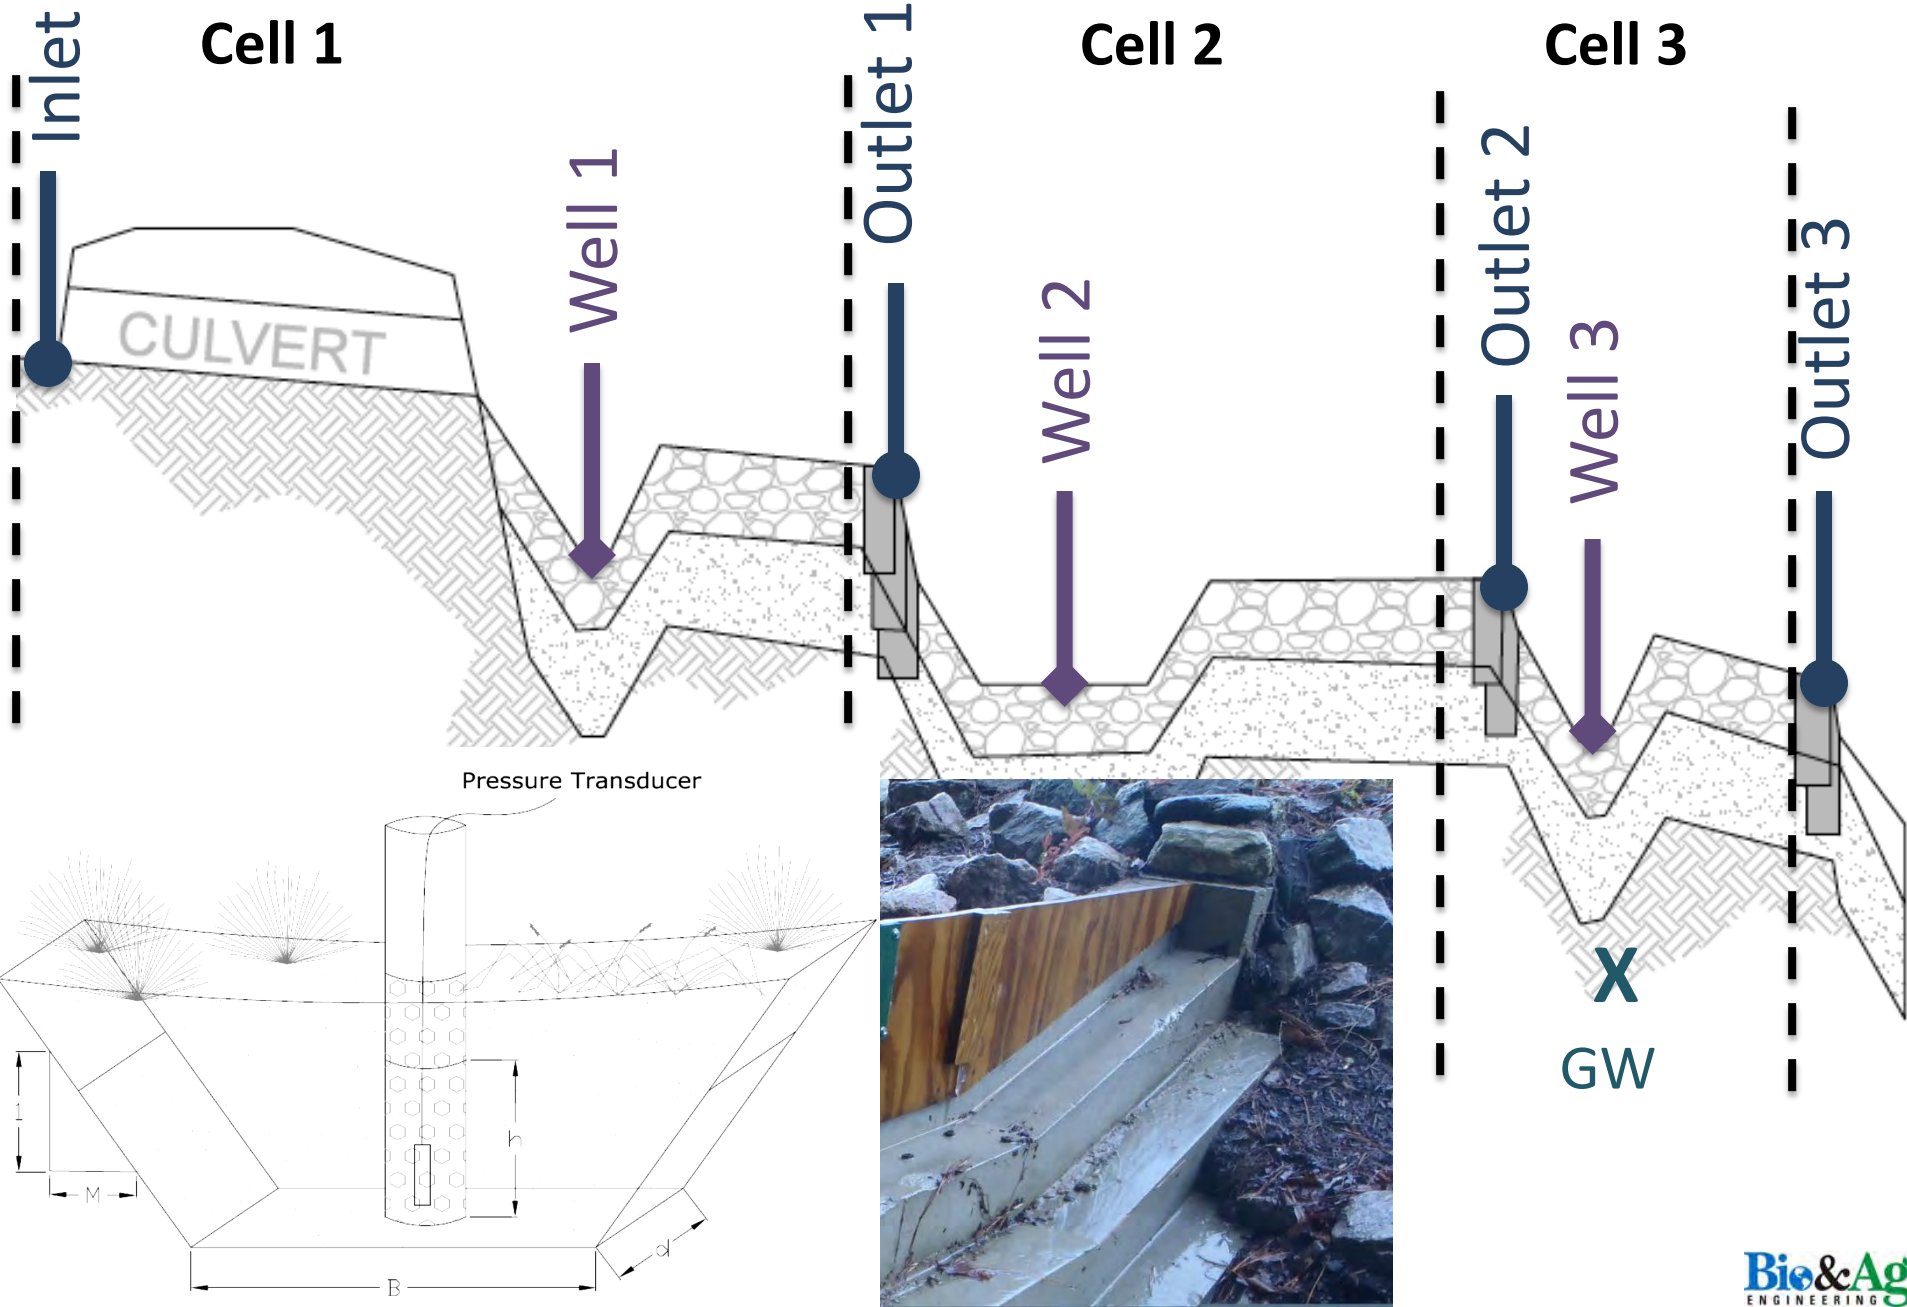 Inlet
Cell 1
Outlet 1
Cell 2
Cell 3
Well 1
Outlet 2
Well 2
Outlet 3
Well 3
CULVERT
Pressure Transducer
1
M
h
d
B
X
GW
Bio&Ag
ENGINEERING